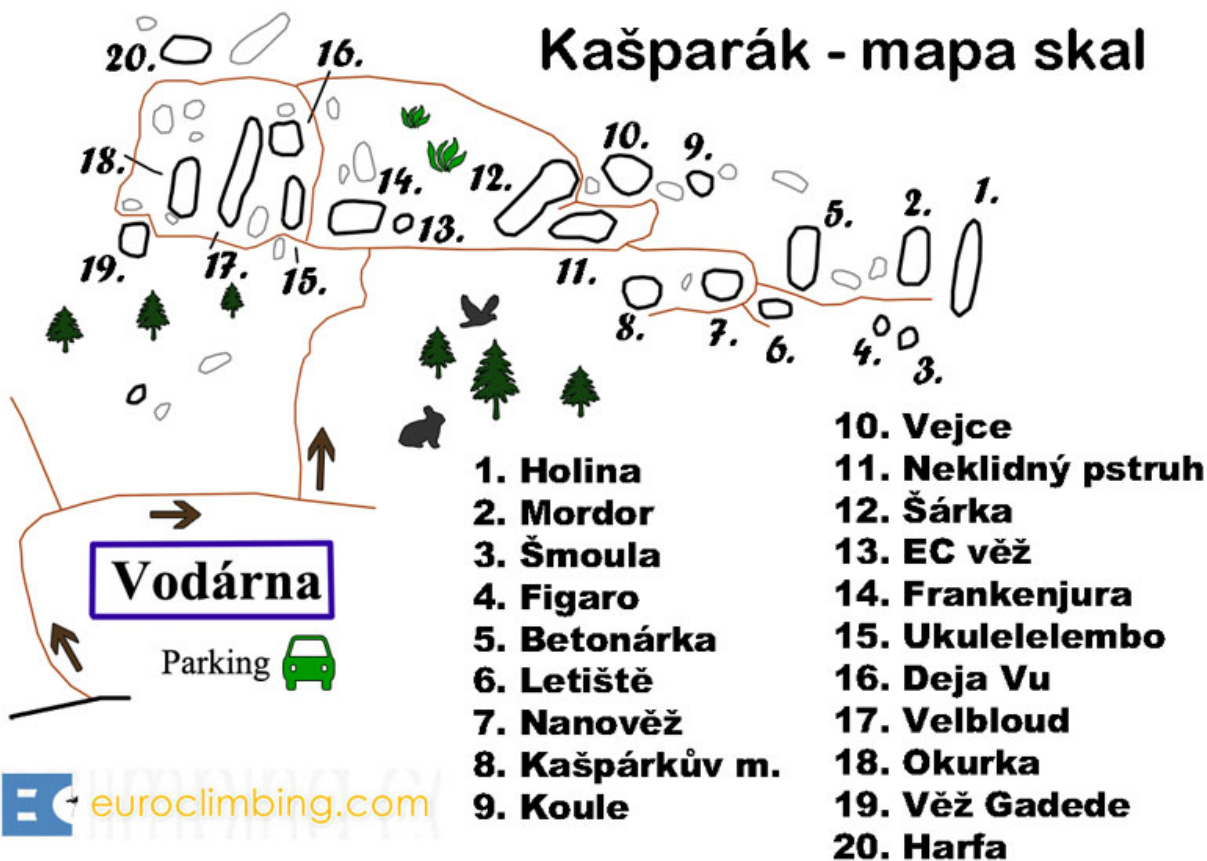 Kašparák - mapa skal
20.
16.
18.
14.
12.
10.
9.
5.
2.
1.
13.
19.
17.
15.
11.
8.
7.
6.
4.
3.
Vodárna
Parking
1. Holina
2. Mordor
3. Šmoula
4. Figaro
5. Betonárka
6. Letiště
7. Nanověž
8. Kašpárkův m.
9. Koule
10. Vejce
11. Neklidný pstruh
12. Šárka
13. EC věž
14. Frankenjura
15. Ukulelelembo
16. Deja Vu
17. Velbloud
18. Okurka
19. Věž Gadede
20. Harfa
EC euroclimbing.com